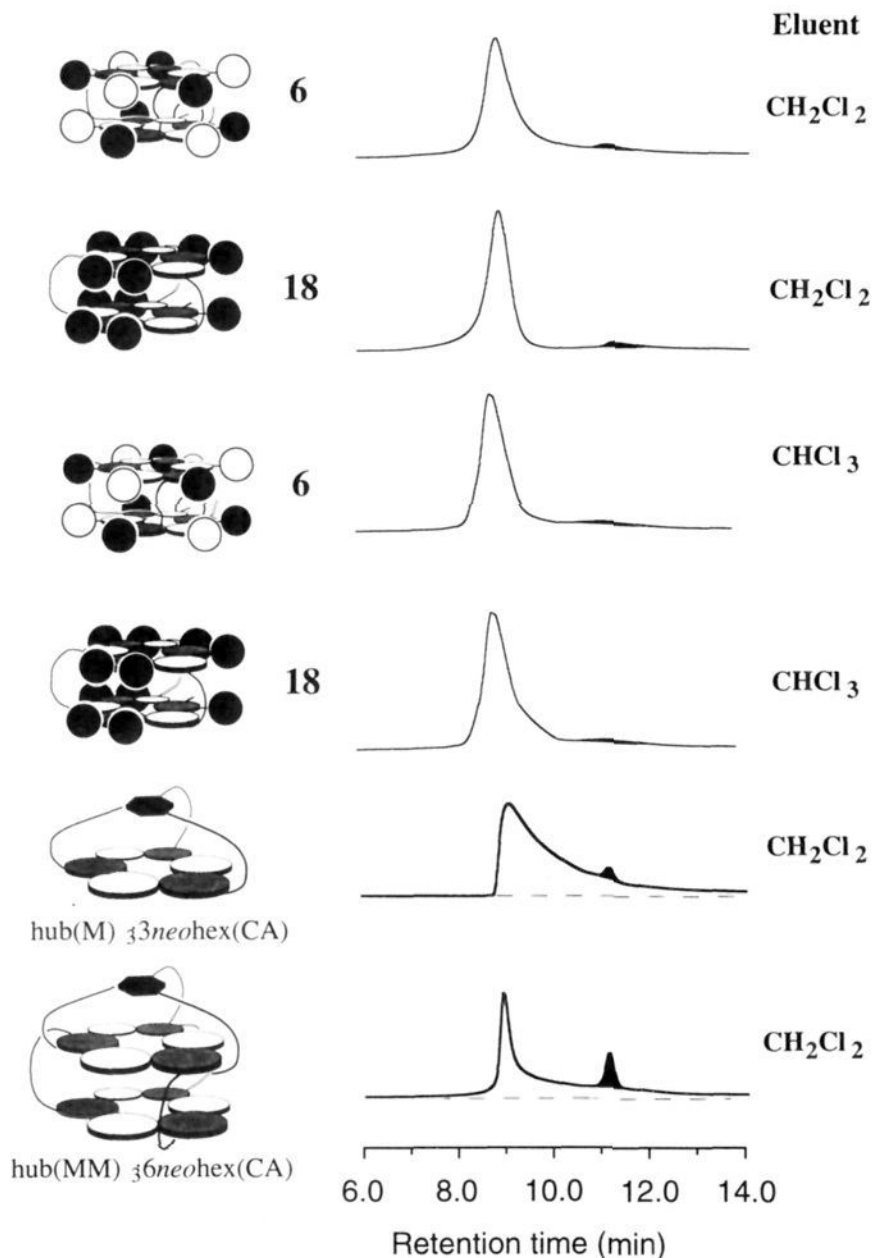 Eluent
6
CH2Cl2
18
CH2Cl2
6
CHCl3
18
CHCl3
CH2Cl2
hub(M) 33neohex(CA)
CH2Cl2
hub(MM) 36neohex(CA)
6.0 8.0 10.0 12.0 14.0
Retention time (min)